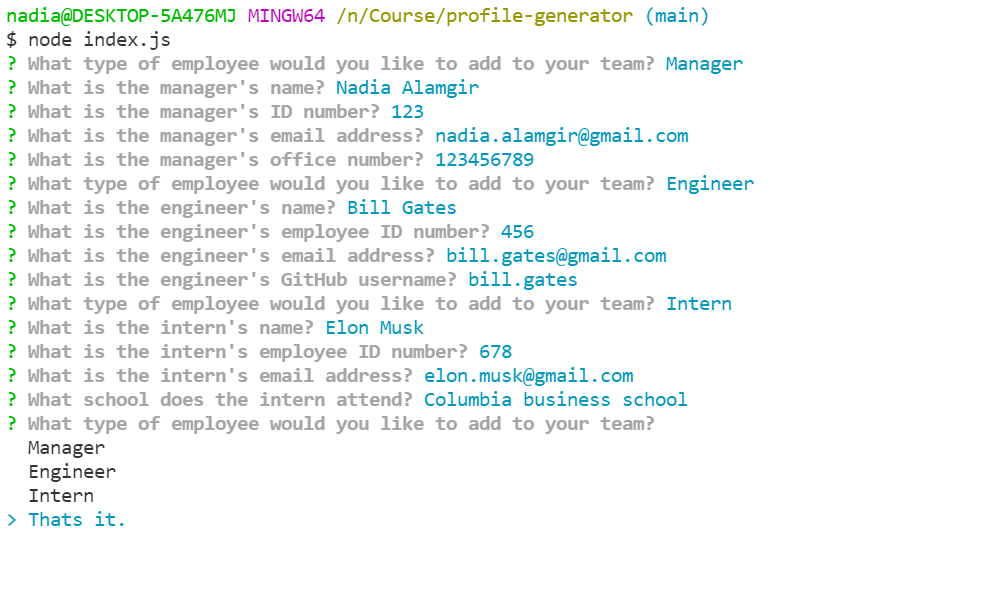 nadia@DESKTOP-5A476MJ MINGW64 /n/Course/profile-generator (main)
$ node index.js
? What type of employee would you like to add to your team? Manager
? What is the manager's name? Nadia Alamgir
? What is the manager's ID number? 123
? What is the manager's email address? nadia.alamgir@gmail.com
? What is the manager's office number? 123456789
? What type of employee would you like to add to your team? Engineer
? What is the engineer's name? Bill Gates
? What is the engineer's employee ID number? 456
? What is the engineer's email address? bill.gates@gmail.com
? What is the engineer's GitHub username? bill.gates
? What type of employee would you like to add to your team? Intern
? What is the intern's name? Elon Musk
? What is the intern's employee ID number? 678
? What is the intern's email address? elon.musk@gmail.com
? What school does the intern attend? Columbia business school
? What type of employee would you like to add to your team?
  Manager
  Engineer
  Intern
> Thats it.